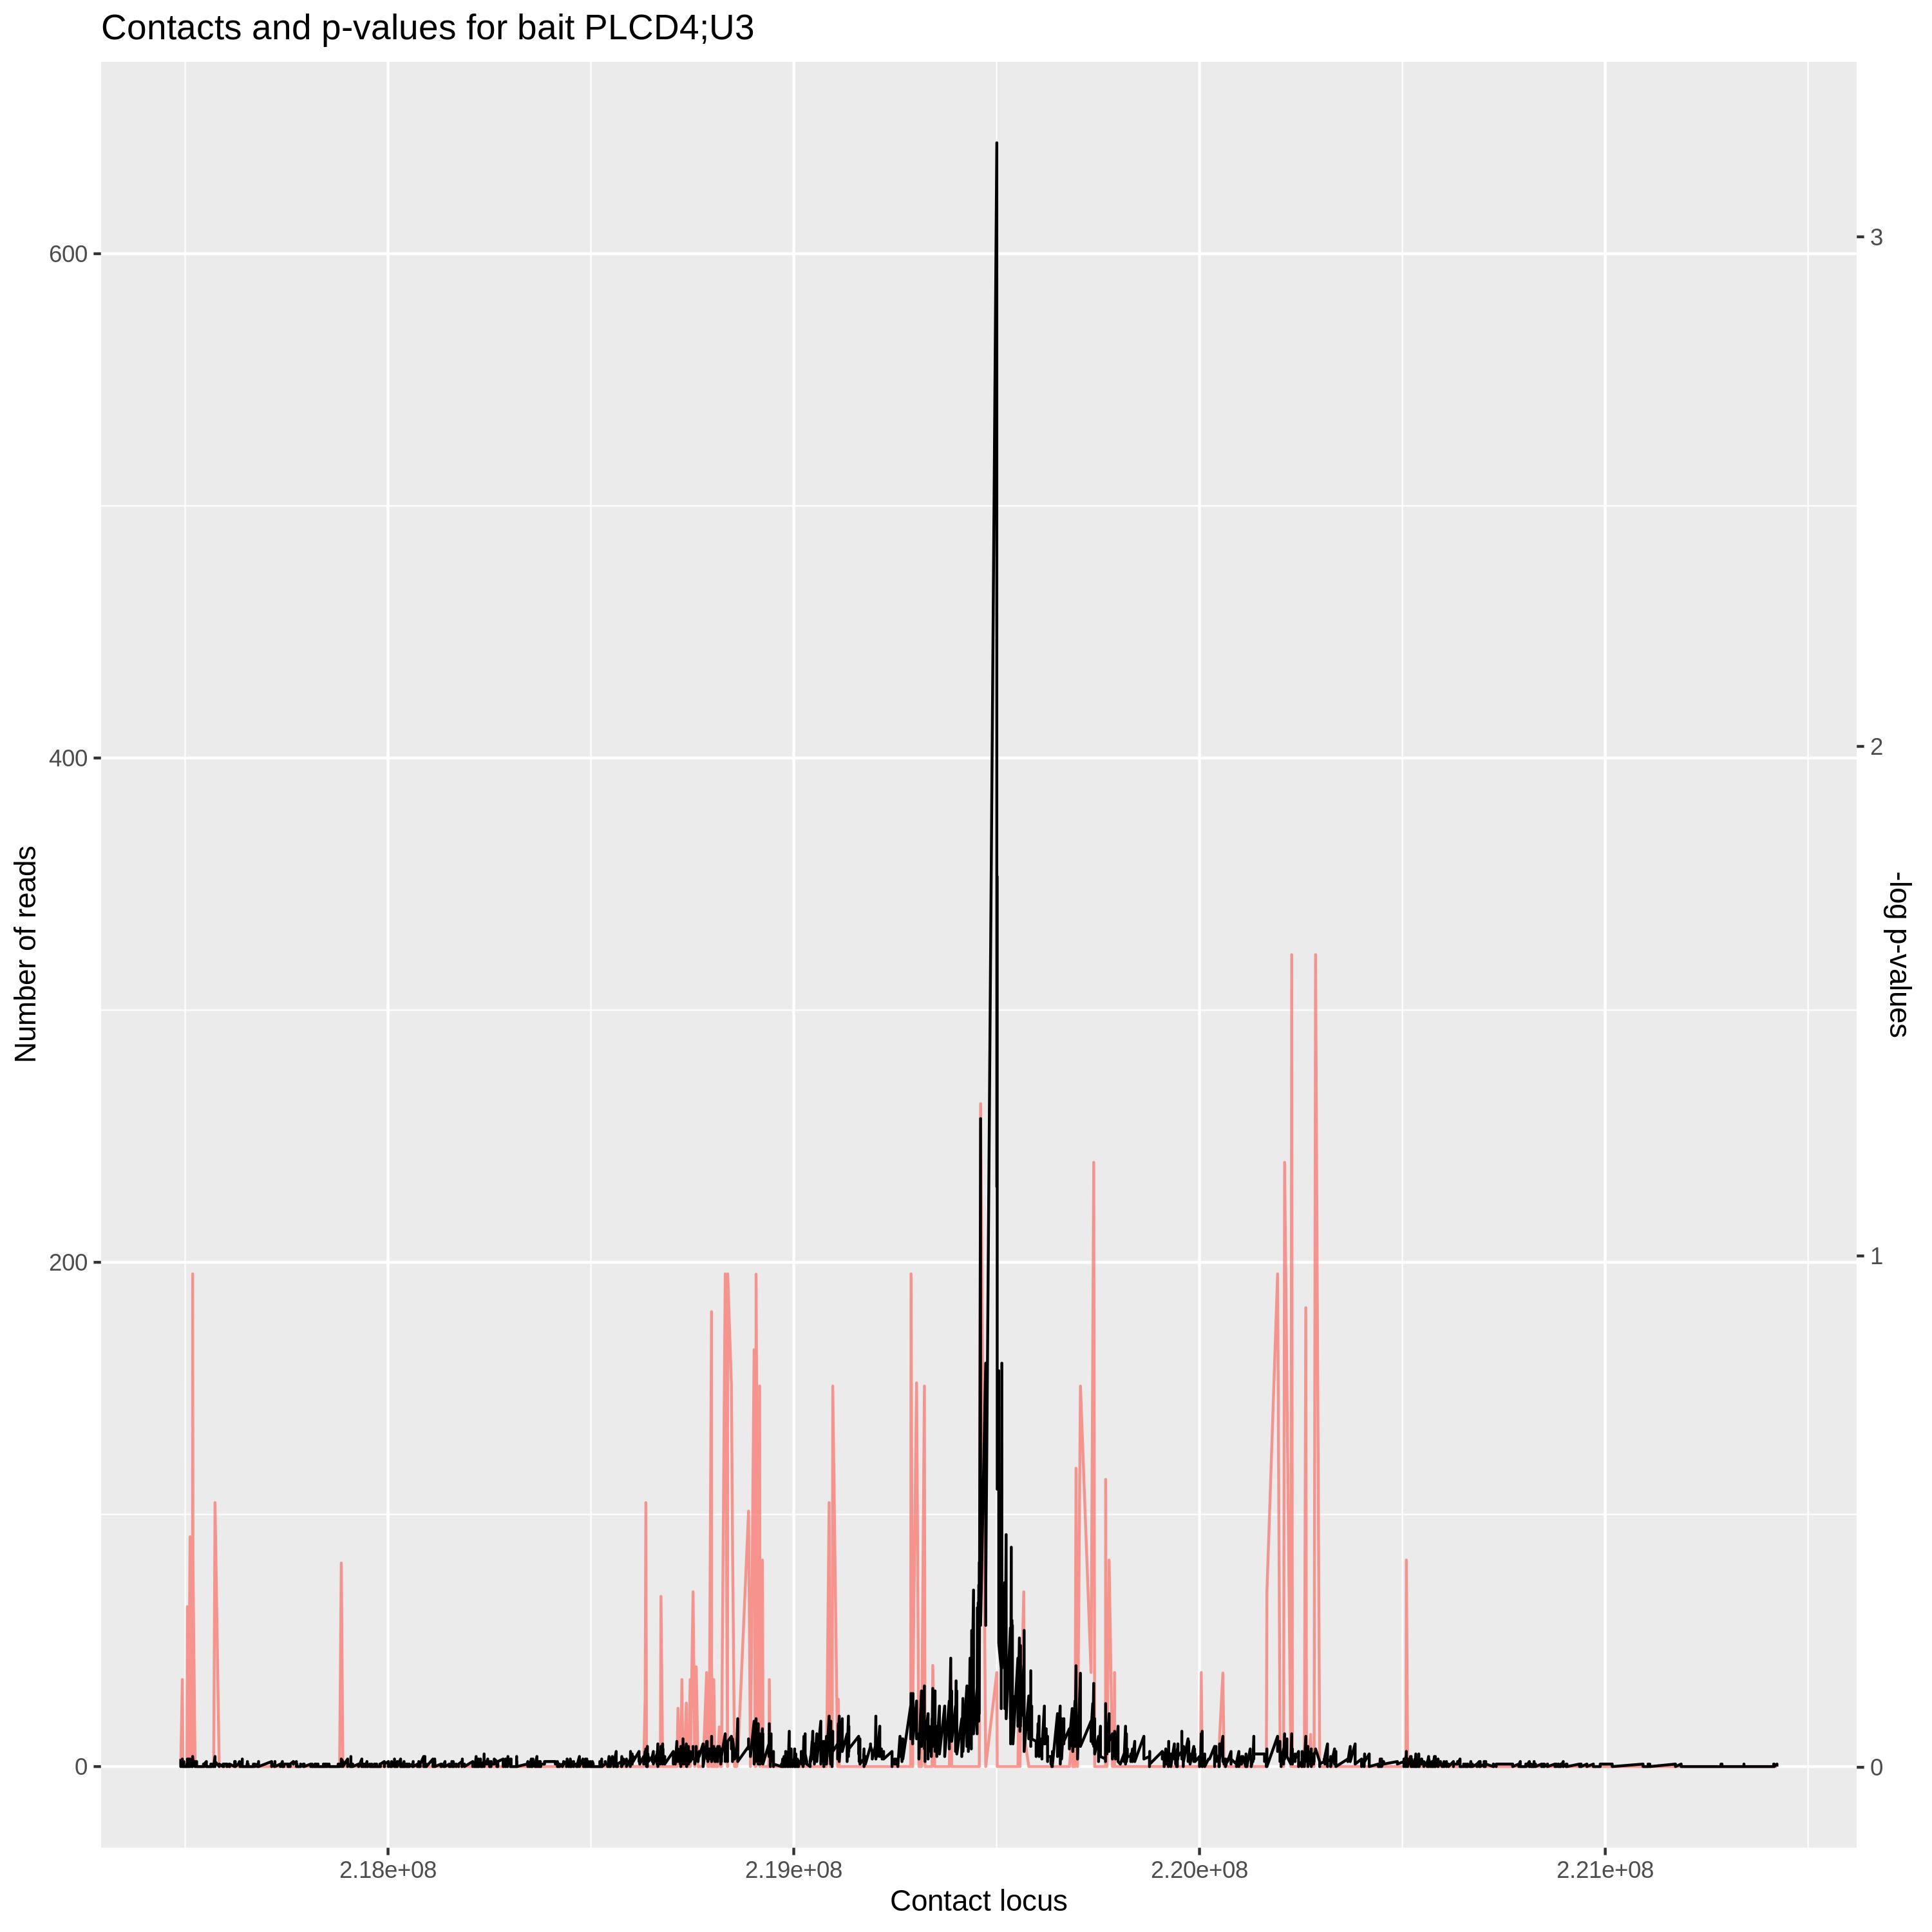 Contacts and p-values for bait PLCD4;U3
600
400
200
0
Number of reads
3
2
1
0
-log p-values
2.18e+08
2.19e+08
2.20e+08
2.21e+08
Contact locus